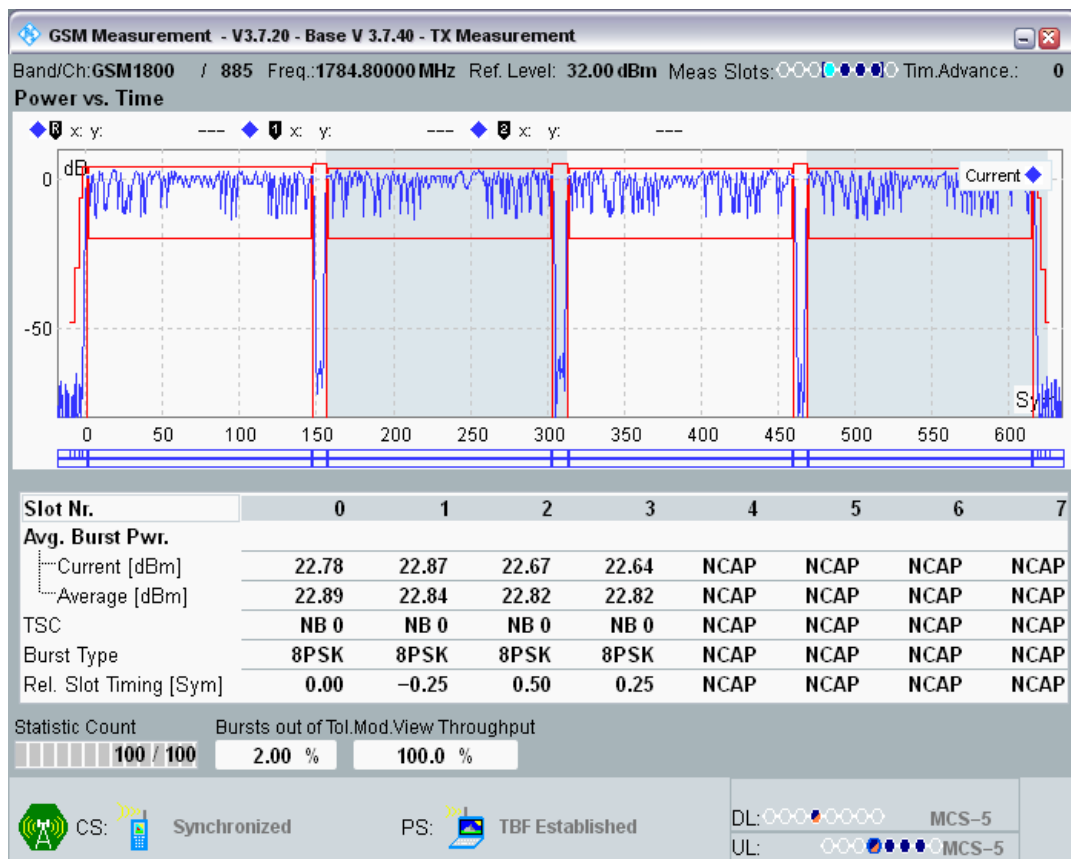 GSM Measurement - V3.7.20 - Base V 3.7.40 - TX Measurement
Band/Ch:GSM1800 / 885 Freq.:1784.80000 MHz Ref. Level: 32.00 dBm Meas Slots: Tim.Advance.: 0
Power vs. Time
R x: y: --- 1 x: y: --- 2 x: y: ---
dB
Current
0
-50
Sym
0 50 100 150 200 250 300 350 400 450 500 550 600
Slot Nr. 0 1 2 3 4 5 6 7
Avg. Burst Pwr.
Current [dBm] 22.78 22.87 22.67 22.64 NCAP NCAP NCAP NCAP
Average [dBm] 22.89 22.84 22.82 22.82 NCAP NCAP NCAP NCAP
TSC NB 0 NB 0 NB 0 NB 0 NCAP NCAP NCAP NCAP
Burst Type 8PSK 8PSK 8PSK 8PSK NCAP NCAP NCAP NCAP
Rel. Slot Timing [Sym] 0.00 −0.25 0.50 0.25 NCAP NCAP NCAP NCAP
Statistic Count Bursts out of Tol. Mod.View Throughput
100 / 100 2.00 % 100.0 %
DL: MCS−5
CS: Synchronized PS: TBF Established
UL: MCS−5